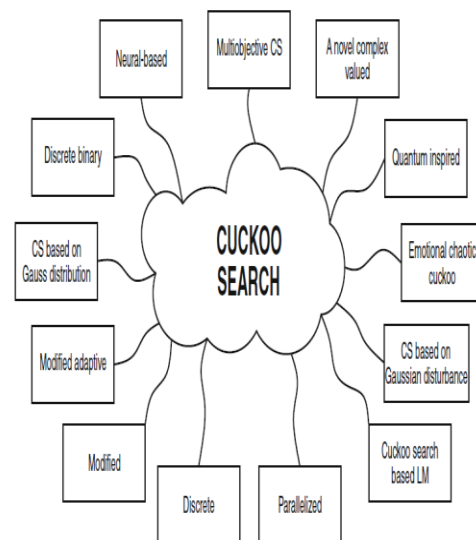 Neural-based
Multiobjective CS
A novel complex
valued
Discrete binary
Quantum inspired
CUCKOO
SEARCH
CS based on
Gauss distribution
Emotional chaotic
cuckoo
Modified adaptive
CS based on
Gaussian disturbance
Modified
Discrete
Parallelized
Cuckoo search
based LM